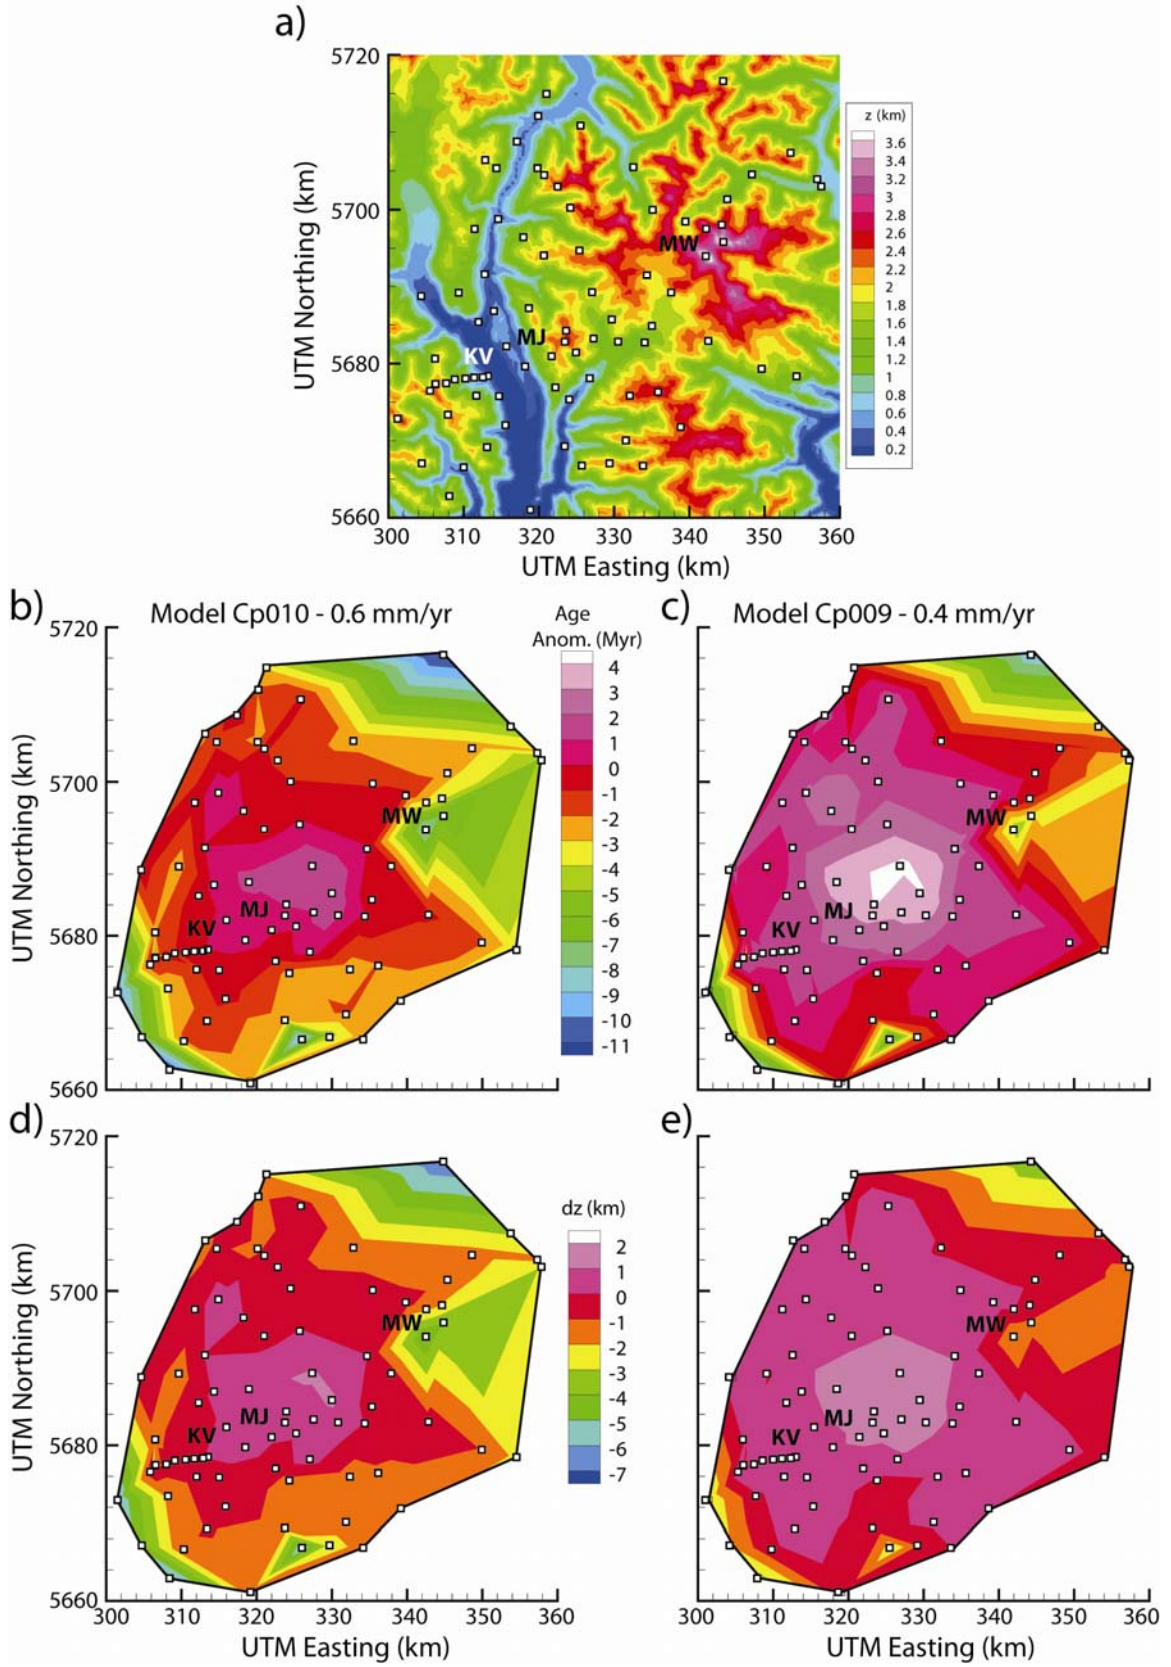 a)
5720
5700
5680
5660
UTM Northing (km)
300 310 320 330 340 350 360
UTM Easting (km)
MW
MJ
KV
z (km)
3.6
3.4
3.2
3
2.8
2.6
2.4
2.2
2
1.8
1.6
1.4
1.2
1
0.8
0.6
0.4
0.2
b)
Model Cp010 - 0.6 mm/yr
5720
5700
5680
5660
UTM Northing (km)
MW
MJ
KV
Age
Anom. (Myr)
4
3
2
1
0
-1
-2
-3
-4
-5
-6
-7
-8
-9
-10
-11
c)
Model Cp009 - 0.4 mm/yr
MW
MJ
KV
d)
5720
5700
5680
5660
UTM Northing (km)
300 310 320 330 340 350 360
UTM Easting (km)
MW
MJ
KV
dz (km)
2
1
0
-1
-2
-3
-4
-5
-6
-7
e)
MW
MJ
KV
300 310 320 330 340 350 360
UTM Easting (km)